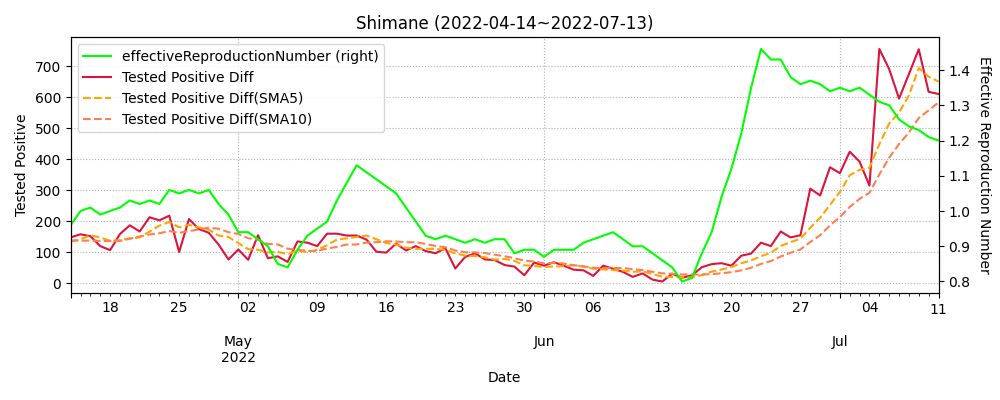 Shimane (2022-04-14~2022-07-13)
effectiveReproductionNumber (right)
Tested Positive Diff
Tested Positive Diff(SMA5)
Tested Positive Diff(SMA10)
Tested Positive
700
600
500
400
300
200
100
0
Effective Reproduction Number
1.4
1.3
1.2
1.1
1.0
0.9
0.8
18 25 02 09 16 23 30 06 13 20 27 04 11
May Jun Jul
2022
Date